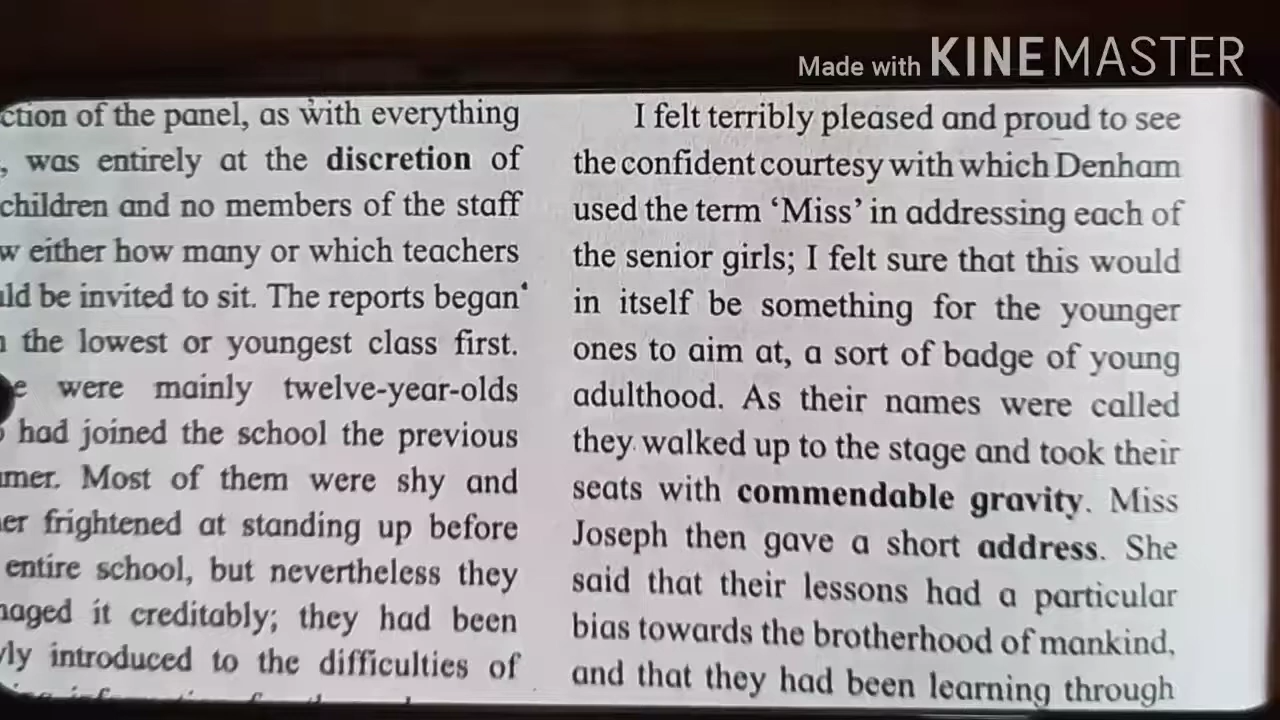 Made with KINEMASTER
ction of the panel, as with everything
, was entirely at the discretion of
children and no members of the staff
w either how many or which teachers
uld be invited to sit. The reports began
the lowest or youngest class first.
e were mainly twelve-year-olds
had joined the school the previous
mer. Most of them were shy and
er frightened at standing up before
entire school, but nevertheless they
naged it creditably; they had been
ly introduced to the difficulties of
I felt terribly pleased and proud to see
the confident courtesy with which Denham
used the term ‘Miss’ in addressing each of
the senior girls; I felt sure that this would
in itself be something for the younger
ones to aim at, a sort of badge of young
adulthood. As their names were called
they walked up to the stage and took their
seats with commendable gravity. Miss
Joseph then gave a short address. She
said that their lessons had a particular
bias towards the brotherhood of mankind,
and that they had been learning through